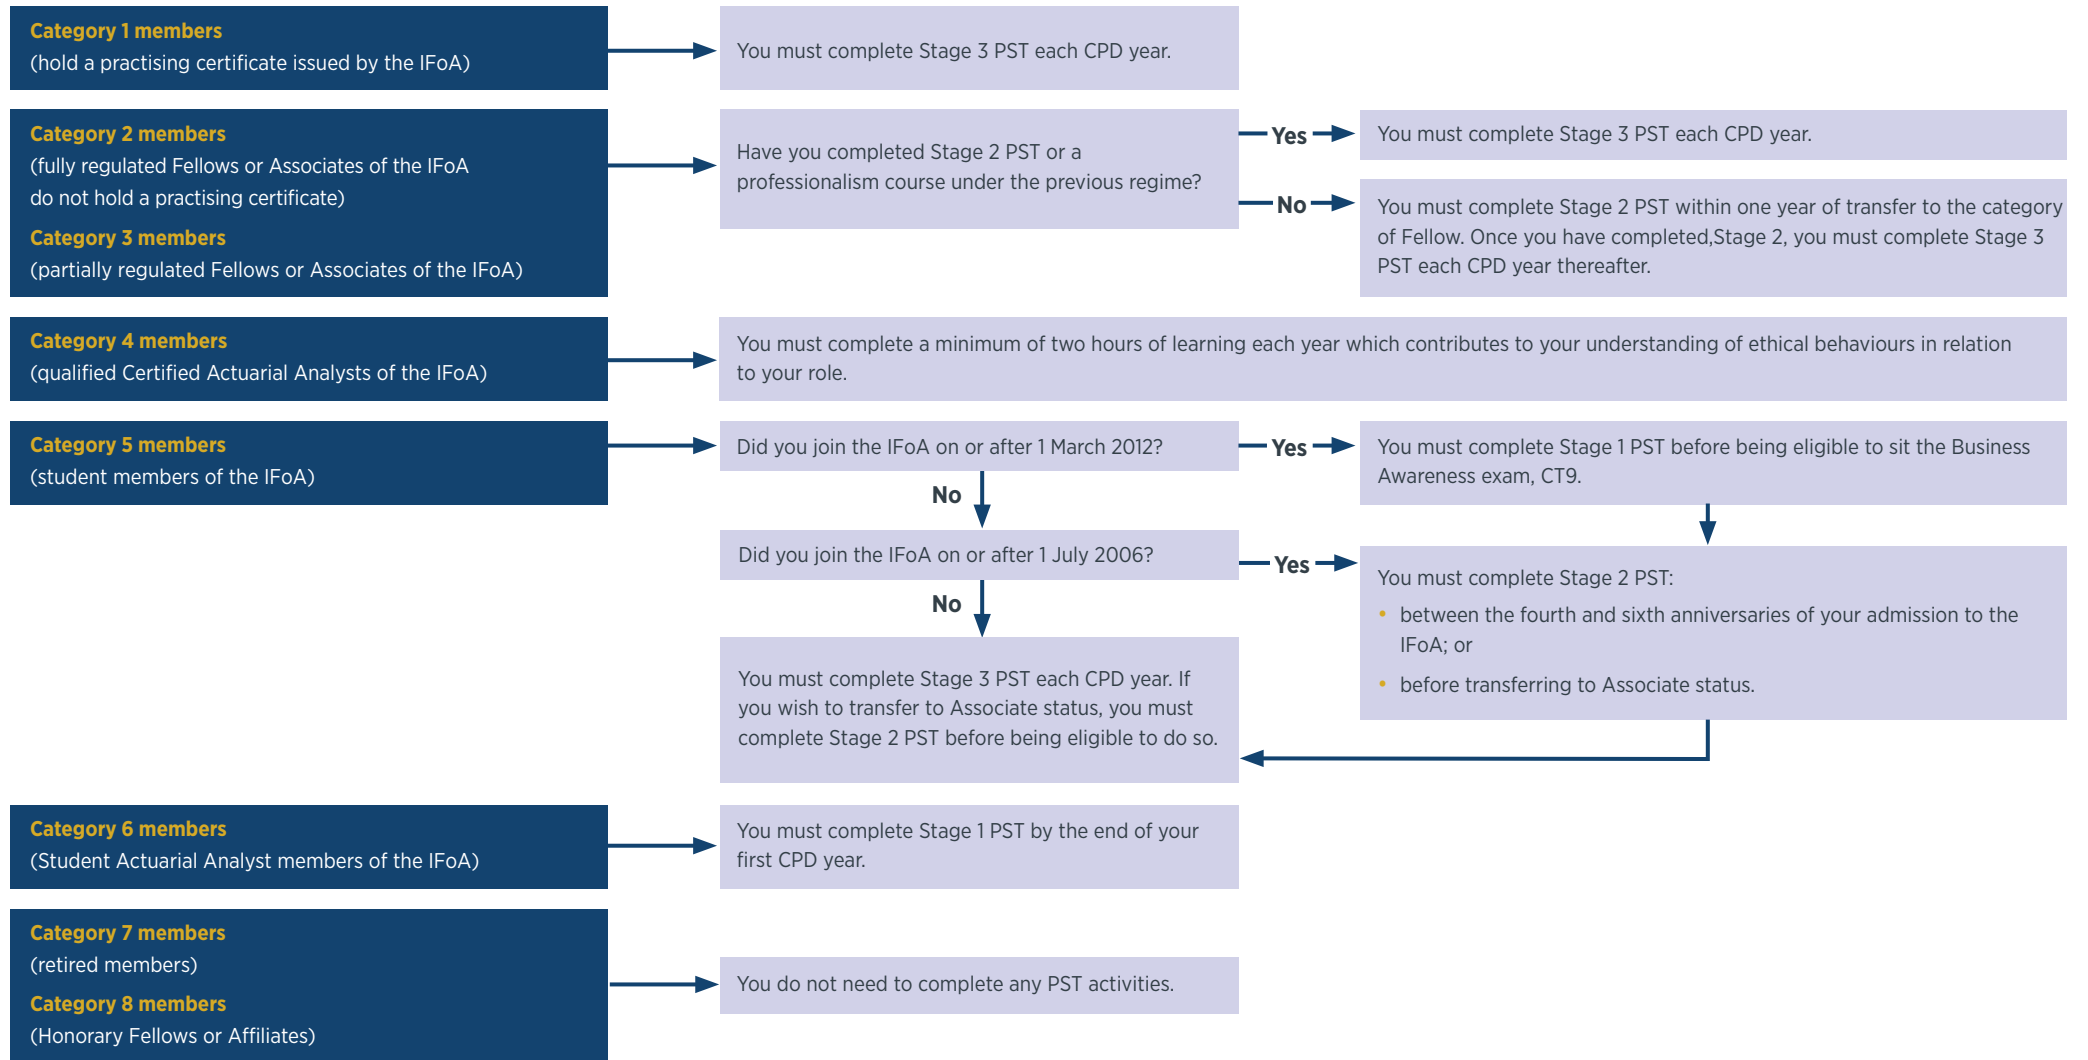 Category 1 members
(hold a practising certificate issued by the IFoA)
You must complete Stage 3 PST each CPD year.
Category 2 members
(fully regulated Fellows or Associates of the IFoA
do not hold a practising certificate)
Category 3 members
(partially regulated Fellows or Associates of the IFoA)
Have you completed Stage 2 PST or a
professionalism course under the previous regime?
Yes
You must complete Stage 3 PST each CPD year.
No
You must complete Stage 2 PST within one year of transfer to the category
of Fellow. Once you have completed,Stage 2, you must complete Stage 3
PST each CPD year thereafter.
Category 4 members
(qualified Certified Actuarial Analysts of the IFoA)
You must complete a minimum of two hours of learning each year which contributes to your understanding of ethical behaviours in relation
to your role.
Category 5 members
(student members of the IFoA)
Did you join the IFoA on or after 1 March 2012?
Yes
You must complete Stage 1 PST before being eligible to sit the Business
Awareness exam, CT9.
No
Did you join the IFoA on or after 1 July 2006?
Yes
You must complete Stage 2 PST:
• between the fourth and sixth anniversaries of your admission to the
IFoA; or
• before transferring to Associate status.
No
You must complete Stage 3 PST each CPD year. If
you wish to transfer to Associate status, you must
complete Stage 2 PST before being eligible to do so.
Category 6 members
(Student Actuarial Analyst members of the IFoA)
You must complete Stage 1 PST by the end of your
first CPD year.
Category 7 members
(retired members)
Category 8 members
(Honorary Fellows or Affiliates)
You do not need to complete any PST activities.